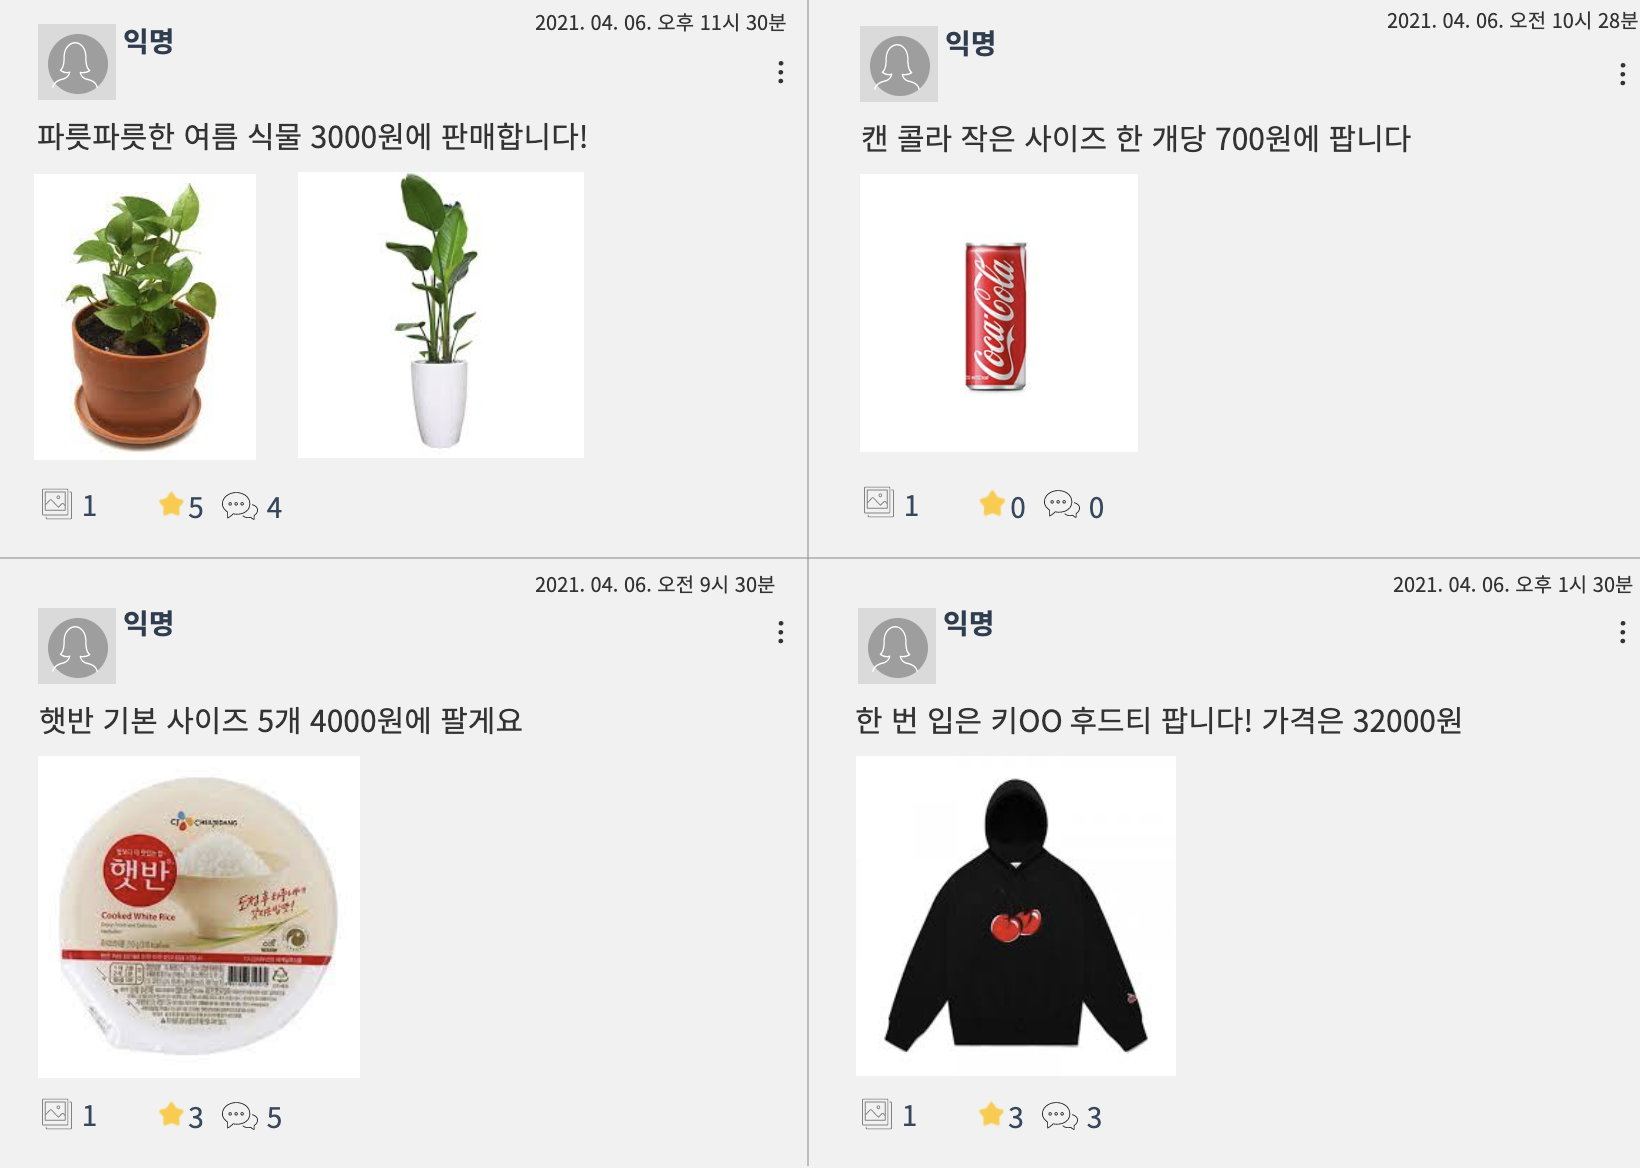 2021. 04. 06. 오후 11시 30분
익명
파릇파릇한 여름 식물 3000원에 판매합니다!
1 5 4
2021. 04. 06. 오전 10시 28분
익명
캔 콜라 작은 사이즈 한 개당 700원에 팝니다
Coca-Cola
1 0 0
2021. 04. 06. 오전 9시 30분
익명
햇반 기본 사이즈 5개 4000원에 팔게요
CJ CHEILJEDANG
햇반
Cooked White Rice
1 3 5
2021. 04. 06. 오후 1시 30분
익명
한 번 입은 키OO 후드티 팝니다! 가격은 32000원
1 3 3